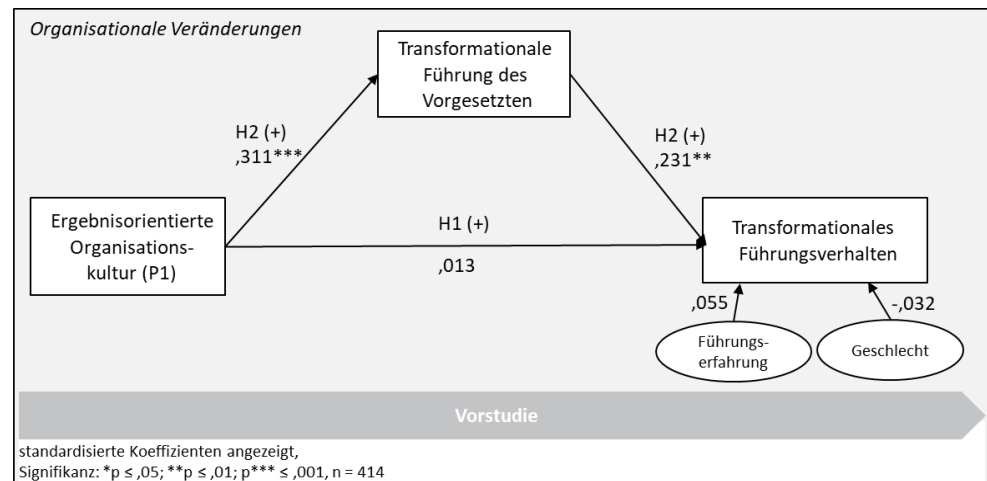 Organisationale Veränderungen
Transformationale
Führung des
Vorgesetzten
H2 (+)
,311***
H2 (+)
,231**
Ergebnisorientierte
Organisations-
kultur (P1)
H1 (+)
,013
Transformationales
Führungsverhalten
,055
-,032
Führungs-
erfahrung
Geschlecht
Vorstudie
standardisierte Koeffizienten angezeigt,
Signifikanz: *p ≤ ,05; **p ≤ ,01; p*** ≤ ,001, n = 414